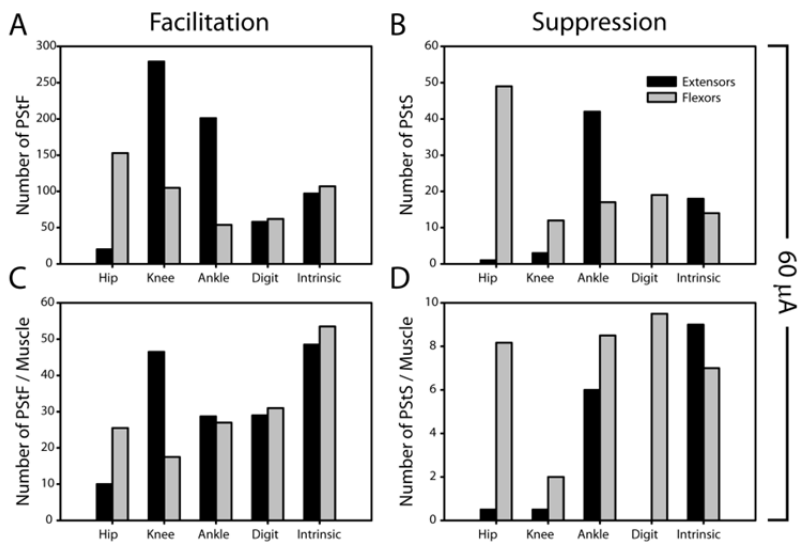 A
Facilitation
300
250
200
150
100
50
0
Number of PStF
Hip Knee Ankle Digit Intrinsic
B
Suppression
60
50
40
30
20
10
0
Number of PStS
Extensors
Flexors
Hip Knee Ankle Digit Intrinsic
C
60
50
40
30
20
10
0
Number of PStF / Muscle
Hip Knee Ankle Digit Intrinsic
D
10
8
6
4
2
0
Number of PStS / Muscle
Hip Knee Ankle Digit Intrinsic
60 μA